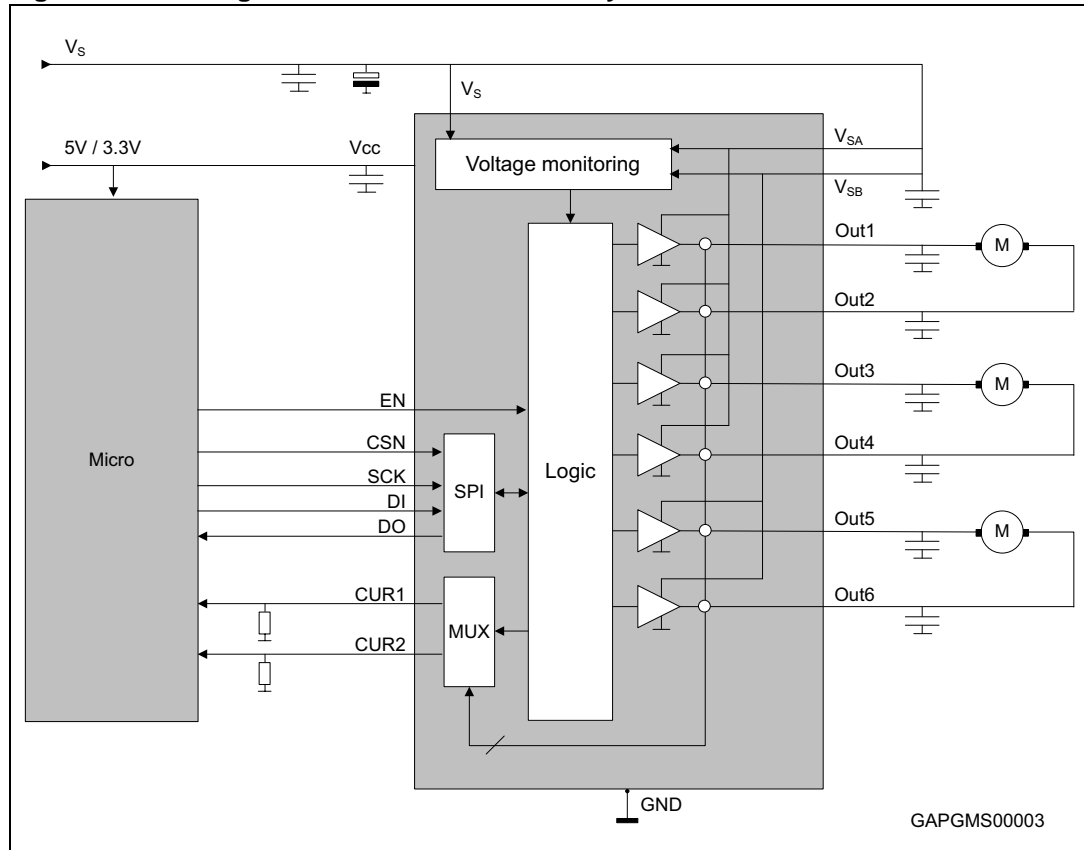 V_S
V_S
5V / 3.3V
Vcc
Voltage monitoring
V_SA
V_SB
Out1
M
Out2
Out3
M
EN
Out4
CSN
Micro
SCK
SPI
Logic
DI
Out5
M
DO
CUR1
Out6
MUX
CUR2
GND
GAPGMS00003